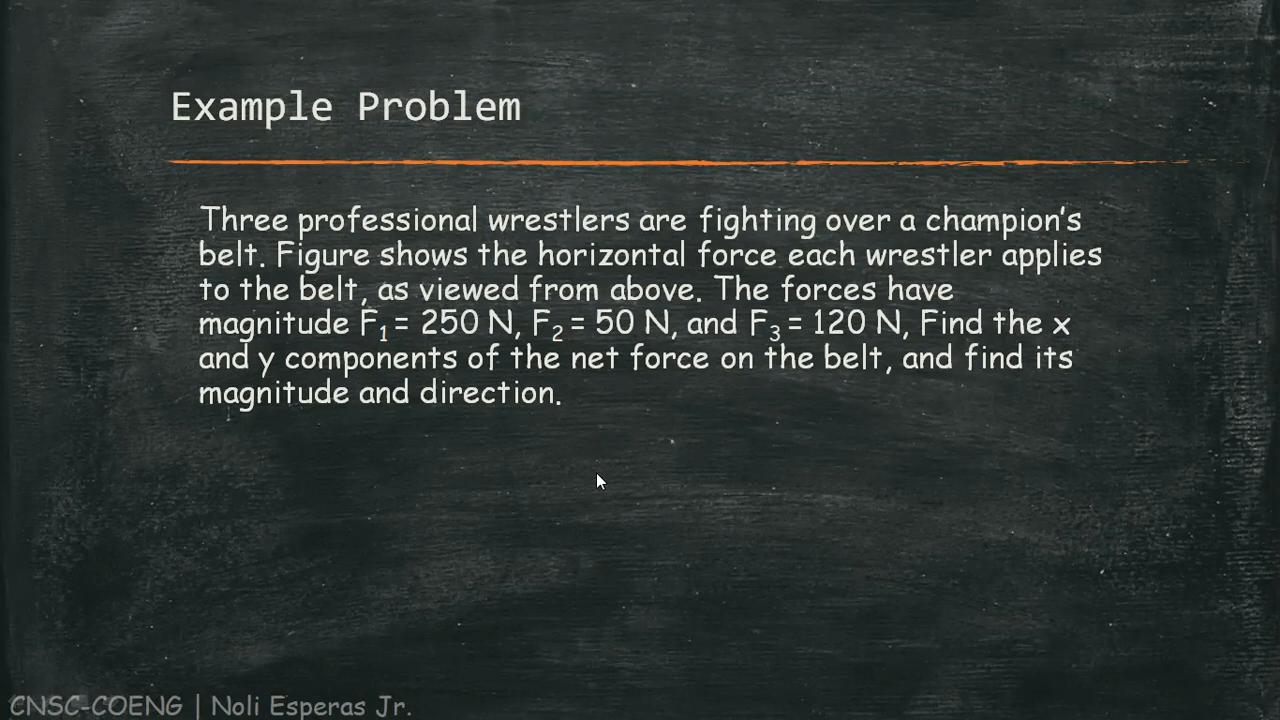 Example Problem
Three professional wrestlers are fighting over a champion's
belt. Figure shows the horizontal force each wrestler applies
to the belt, as viewed from above. The forces have
magnitude F₁ = 250 N, F₂ = 50 N, and F₃ = 120 N, Find the x
and y components of the net force on the belt, and find its
magnitude and direction.
CNSC-COENG | Noli Esperas Jr.